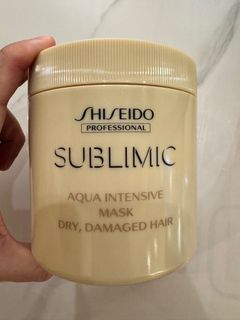 SHISEIDO
PROFESSIONAL
SUBLIMIC
AQUA INTENSIVE
MASK
DRY, DAMAGED HAIR